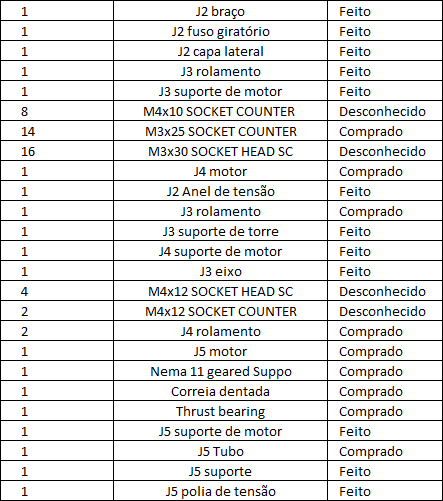 1 J2 braço Feito
1 J2 fuso giratório Feito
1 J2 capa lateral Feito
1 J3 rolamento Feito
1 J3 suporte de motor Feito
8 M4x10 SOCKET COUNTER Desconhecido
14 M3x25 SOCKET COUNTER Comprado
16 M3x30 SOCKET HEAD SC Desconhecido
1 J4 motor Comprado
1 J2 Anel de tensão Feito
1 J3 rolamento Comprado
1 J3 suporte de torre Feito
1 J4 suporte de motor Feito
1 J3 eixo Feito
4 M4x12 SOCKET HEAD SC Desconhecido
2 M4x12 SOCKET COUNTER Desconhecido
2 J4 rolamento Comprado
1 J5 motor Comprado
1 Nema 11 geared Suppo Comprado
1 Correia dentada Comprado
1 Thrust bearing Comprado
1 J5 suporte de motor Feito
1 J5 Tubo Comprado
1 J5 suporte Feito
1 J5 polia de tensão Feito